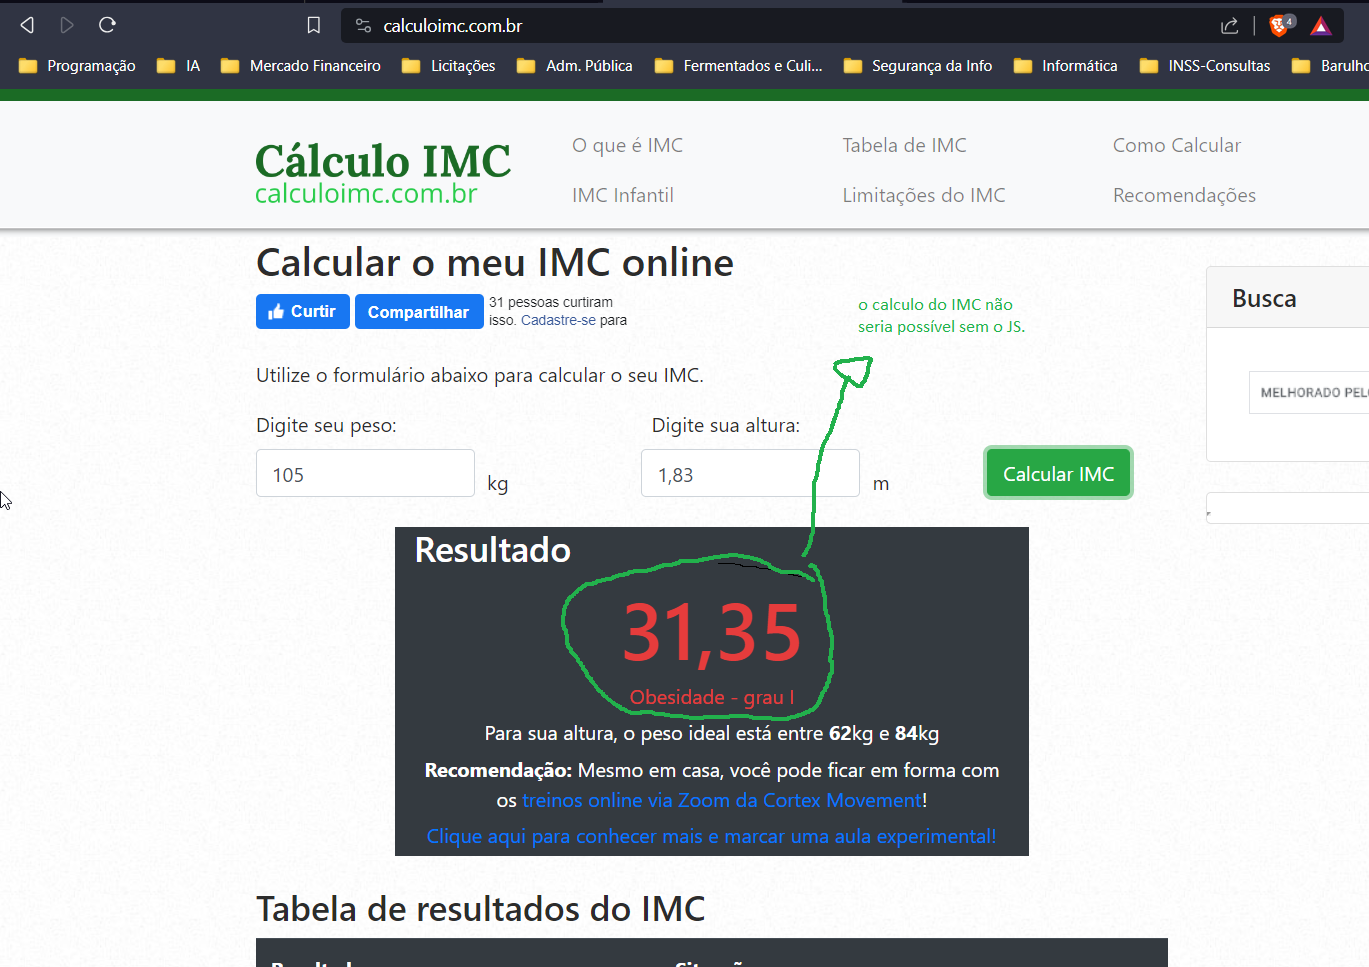 calculoimc.com.br
4
Programação IA Mercado Financeiro Licitações Adm. Pública Fermentados e Culi... Segurança da Info Informática INSS-Consultas Barulho
Cálculo IMC
calculoimc.com.br
O que é IMC Tabela de IMC Como Calcular
IMC Infantil Limitações do IMC Recomendações
Calcular o meu IMC online
Curtir Compartilhar 31 pessoas curtiram
isso. Cadastre-se para
o calculo do IMC não
seria possível sem o JS.
Busca
MELHORADO PEL
Utilize o formulário abaixo para calcular o seu IMC.
Digite seu peso: Digite sua altura:
105 kg 1,83 m Calcular IMC
Resultado
31,35
Obesidade - grau I
Para sua altura, o peso ideal está entre 62kg e 84kg
Recomendação: Mesmo em casa, você pode ficar em forma com
os treinos online via Zoom da Cortex Movement!
Clique aqui para conhecer mais e marcar uma aula experimental!
Tabela de resultados do IMC